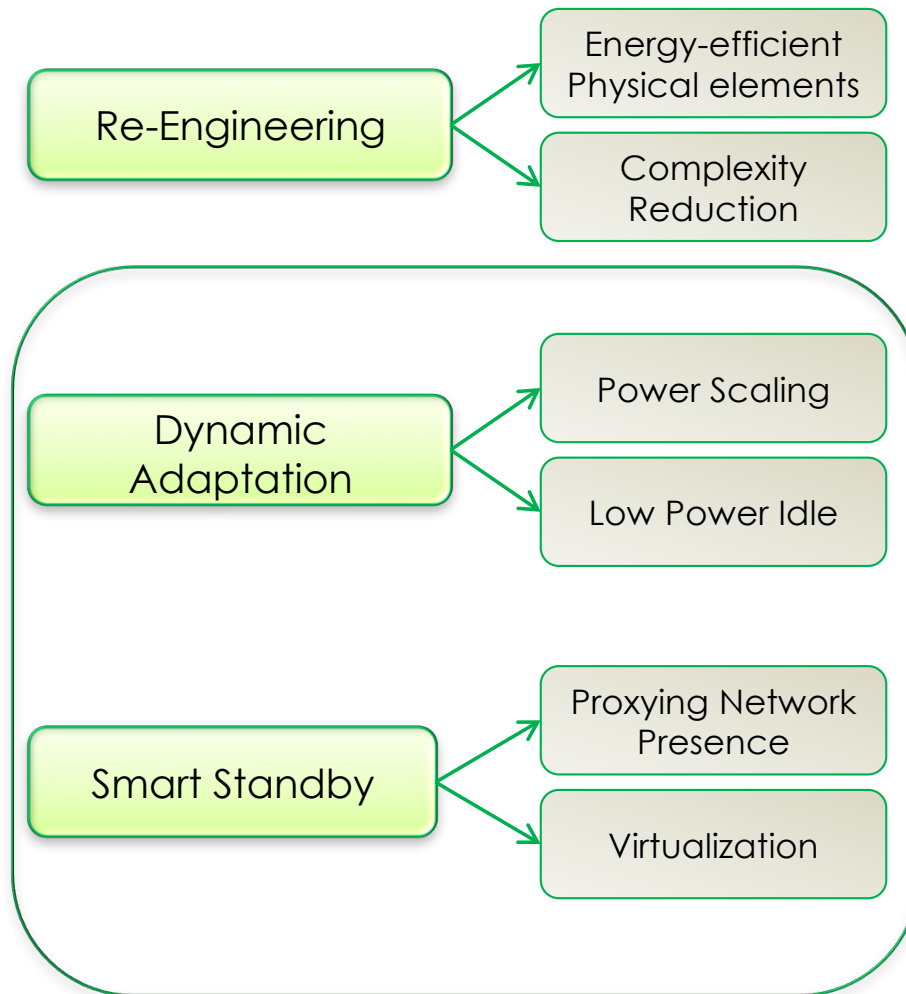 Energy-efficient
Physical elements
Re-Engineering
Complexity
Reduction
Power Scaling
Dynamic
Adaptation
Low Power Idle
Proxying Network
Presence
Smart Standby
Virtualization